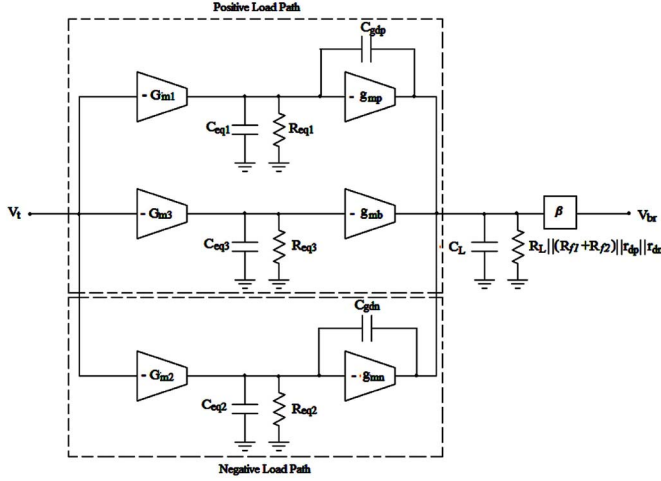 Positive Load Path
Cgdp
- Gm1
- gmp
Ceq1
Req1
Vt
- Gm3
- gmb
β
Vbr
Ceq3
Req3
CL
RL||(Rf1+Rf2)||rdp||rdn
Cgdn
- Gm2
- gmn
Ceq2
Req2
Negative Load Path